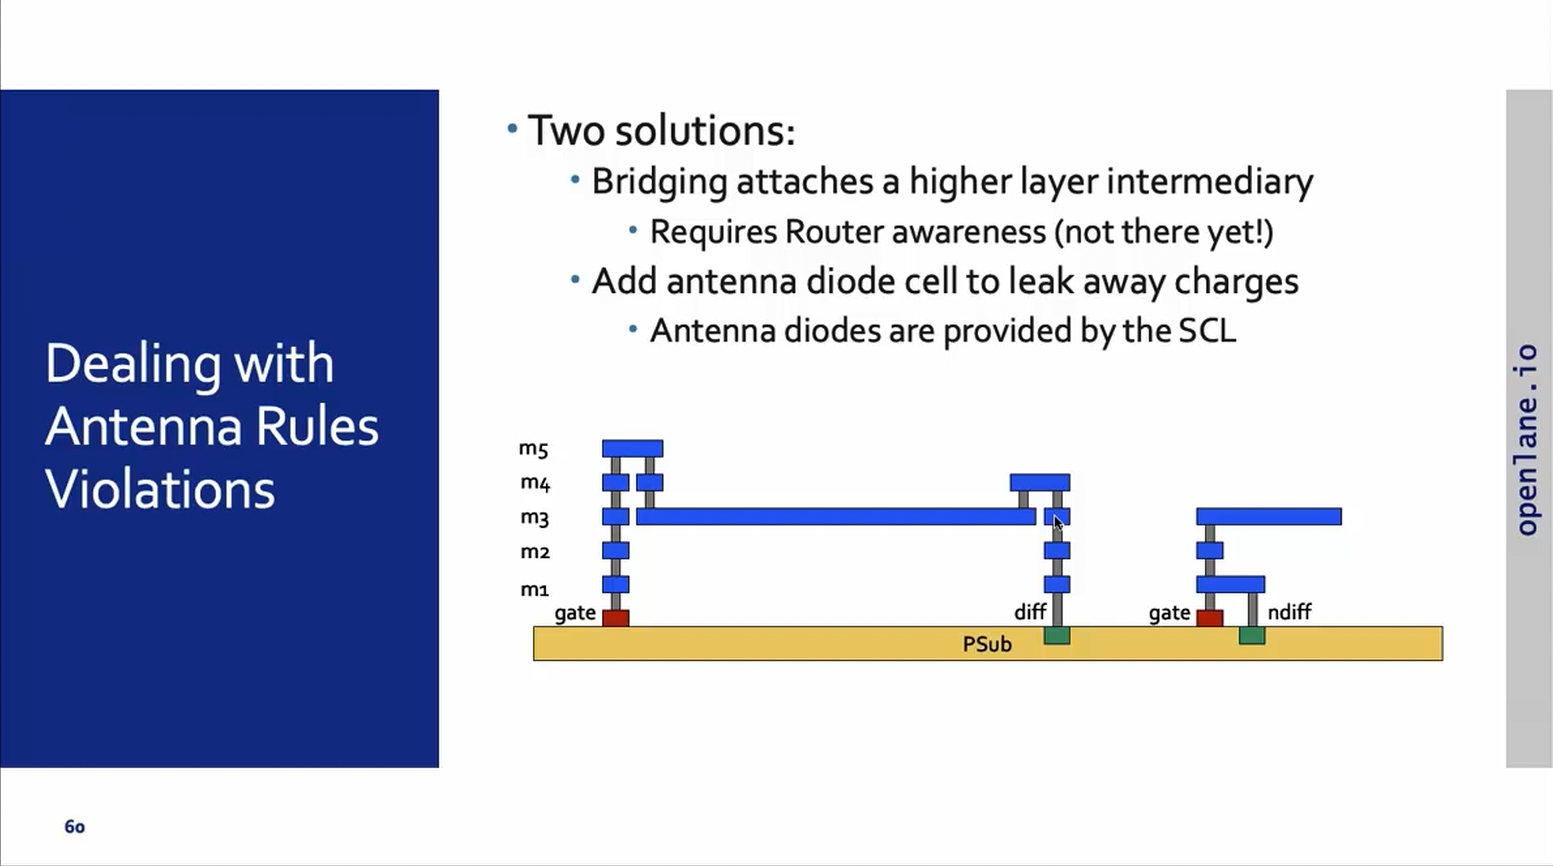 Dealing with
Antenna Rules
Violations
• Two solutions:
• Bridging attaches a higher layer intermediary
• Requires Router awareness (not there yet!)
• Add antenna diode cell to leak away charges
• Antenna diodes are provided by the SCL
m5
m4
m3
m2
m1
gate
diff
gate
ndiff
PSub
openlane.io
60